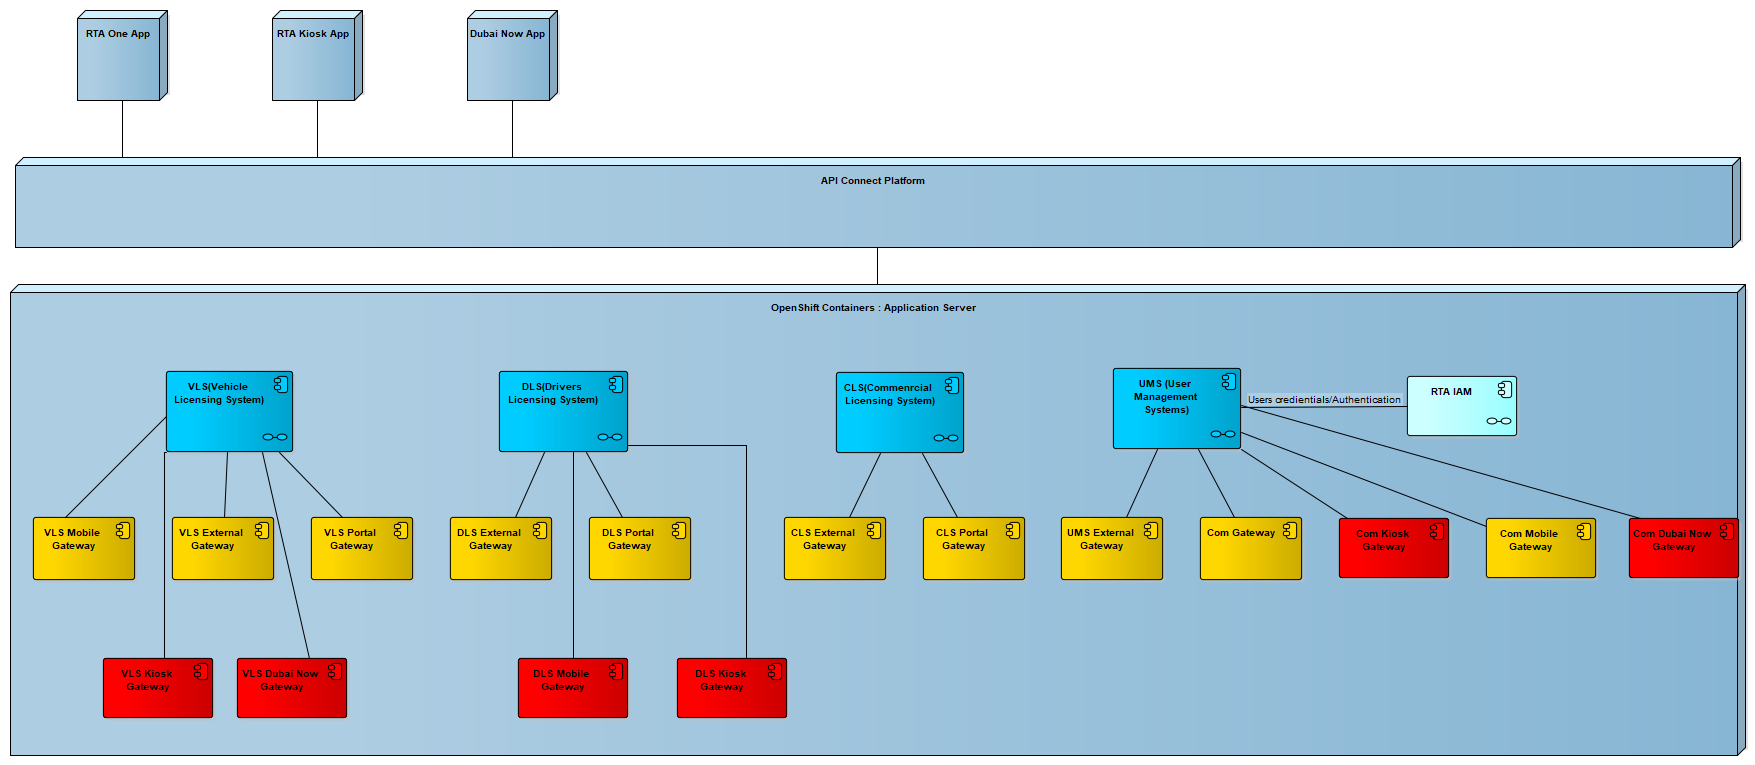 RTA One App
RTA Kiosk App
Dubai Now App
API Connect Platform
OpenShift Containers : Application Server
VLS(Vehicle
Licensing System)
DLS(Drivers
Licensing System)
CLS(Commenrcial
Licensing System)
UMS (User
Management
Systems)
Users credientials/Authentication
RTA IAM
VLS Mobile
Gateway
VLS External
Gateway
VLS Portal
Gateway
DLS External
Gateway
DLS Portal
Gateway
CLS External
Gateway
CLS Portal
Gateway
UMS External
Gateway
Com Gateway
Com Kiosk
Gateway
Com Mobile
Gateway
Com Dubai Now
Gateway
VLS Kiosk
Gateway
VLS Dubai Now
Gateway
DLS Mobile
Gateway
DLS Kiosk
Gateway